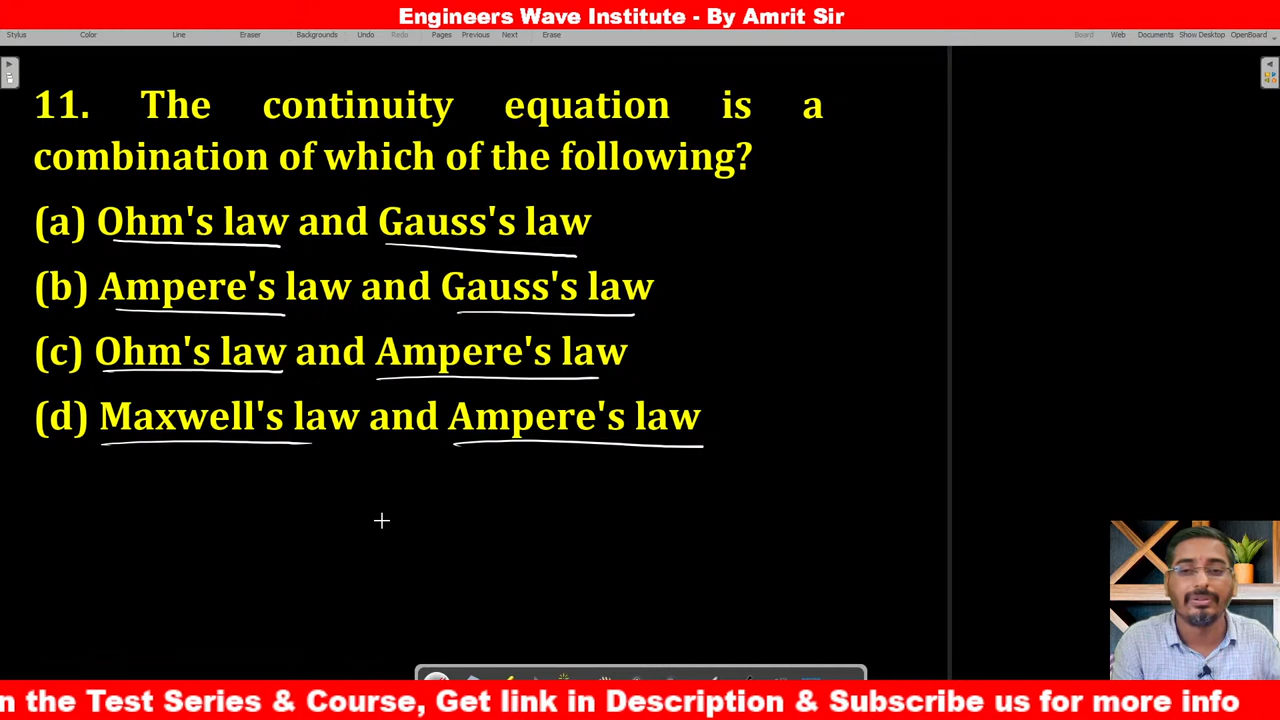 Engineers Wave Institute - By Amrit Sir
Stylus Color Line Eraser Backgrounds Undo Redo Pages Previous Next Erase Board Web Documents Show Desktop OpenBoard
11. The continuity equation is a
combination of which of the following?
(a) Ohm's law and Gauss's law
(b) Ampere's law and Gauss's law
(c) Ohm's law and Ampere's law
(d) Maxwell's law and Ampere's law
n the Test Series & Course, Get link in Description & Subscribe us for more info